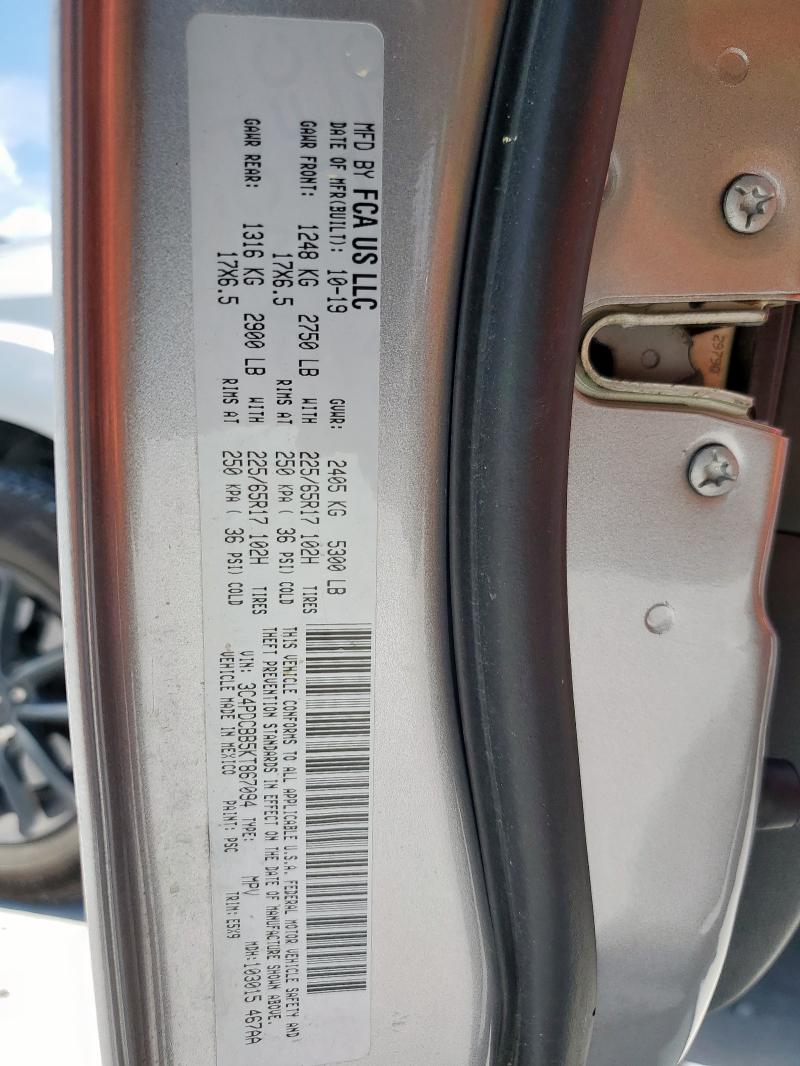 MFD BY FCA US LLC
DATE OF MFR(BUILT): 10-19 GVWR: 2405 KG 5300 LB
GAWR FRONT: 1248 KG 2750 LB WITH 225/65R17 102H TIRES
17X6.5 RIMS AT 250 KPA ( 36 PSI) COLD
GAWR REAR: 1316 KG 2900 LB WITH 225/65R17 102H TIRES
17X6.5 RIMS AT 250 KPA ( 36 PSI) COLD
THIS VEHICLE CONFORMS TO ALL APPLICABLE U.S.A. FEDERAL MOTOR VEHICLE SAFETY AND
THEFT PREVENTION STANDARDS IN EFFECT ON THE DATE OF MANUFACTURE SHOWN ABOVE.
VIN: 3C4PDCBB5KT867094 TYPE: MPV MDH:103015 467AA
VEHICLE MADE IN MEXICO PAINT: PSC TRIM: E5X9